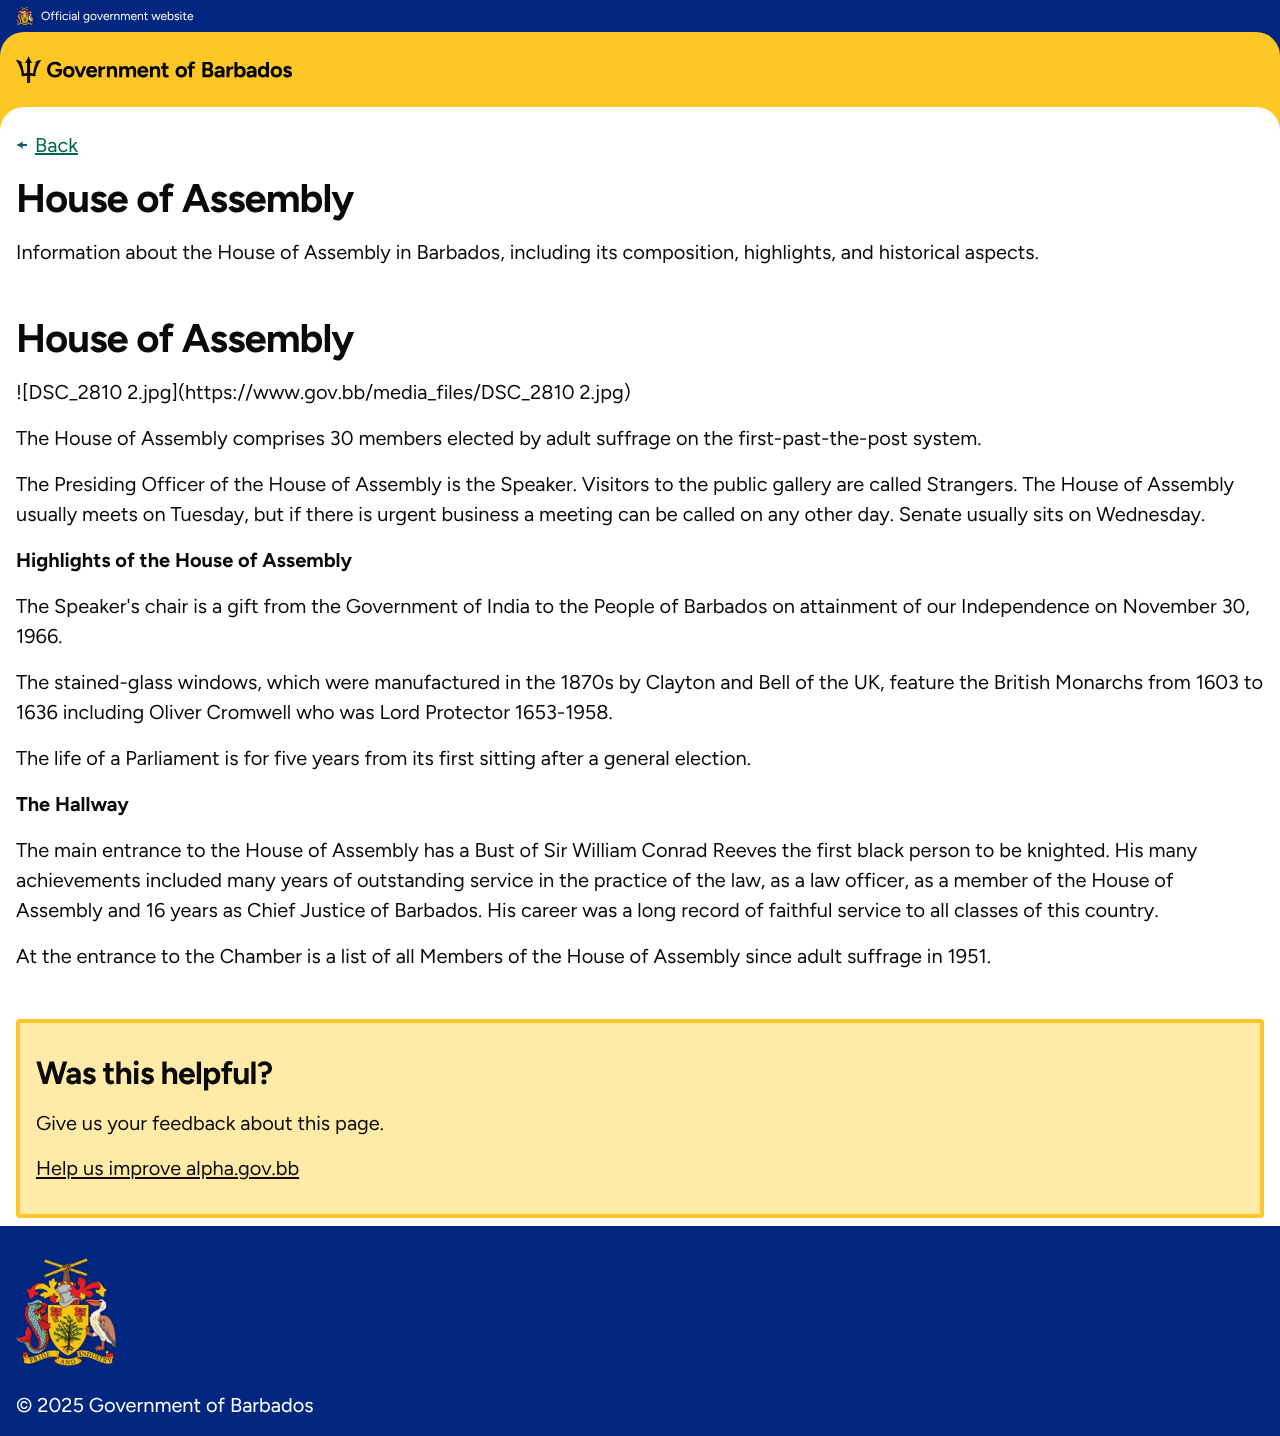 Official government website
Government of Barbados
Back
House of Assembly
Information about the House of Assembly in Barbados, including its composition, highlights, and historical aspects.
House of Assembly
![DSC_2810 2.jpg](https://www.gov.bb/media_files/DSC_2810 2.jpg)
The House of Assembly comprises 30 members elected by adult suffrage on the first-past-the-post system.
The Presiding Officer of the House of Assembly is the Speaker. Visitors to the public gallery are called Strangers. The House of Assembly
usually meets on Tuesday, but if there is urgent business a meeting can be called on any other day. Senate usually sits on Wednesday.
Highlights of the House of Assembly
The Speaker's chair is a gift from the Government of India to the People of Barbados on attainment of our Independence on November 30,
1966.
The stained-glass windows, which were manufactured in the 1870s by Clayton and Bell of the UK, feature the British Monarchs from 1603 to
1636 including Oliver Cromwell who was Lord Protector 1653-1958.
The life of a Parliament is for five years from its first sitting after a general election.
The Hallway
The main entrance to the House of Assembly has a Bust of Sir William Conrad Reeves the first black person to be knighted. His many
achievements included many years of outstanding service in the practice of the law, as a law officer, as a member of the House of
Assembly and 16 years as Chief Justice of Barbados. His career was a long record of faithful service to all classes of this country.
At the entrance to the Chamber is a list of all Members of the House of Assembly since adult suffrage in 1951.
Was this helpful?
Give us your feedback about this page.
Help us improve alpha.gov.bb
PRIDE AND INDUSTRY
© 2025 Government of Barbados